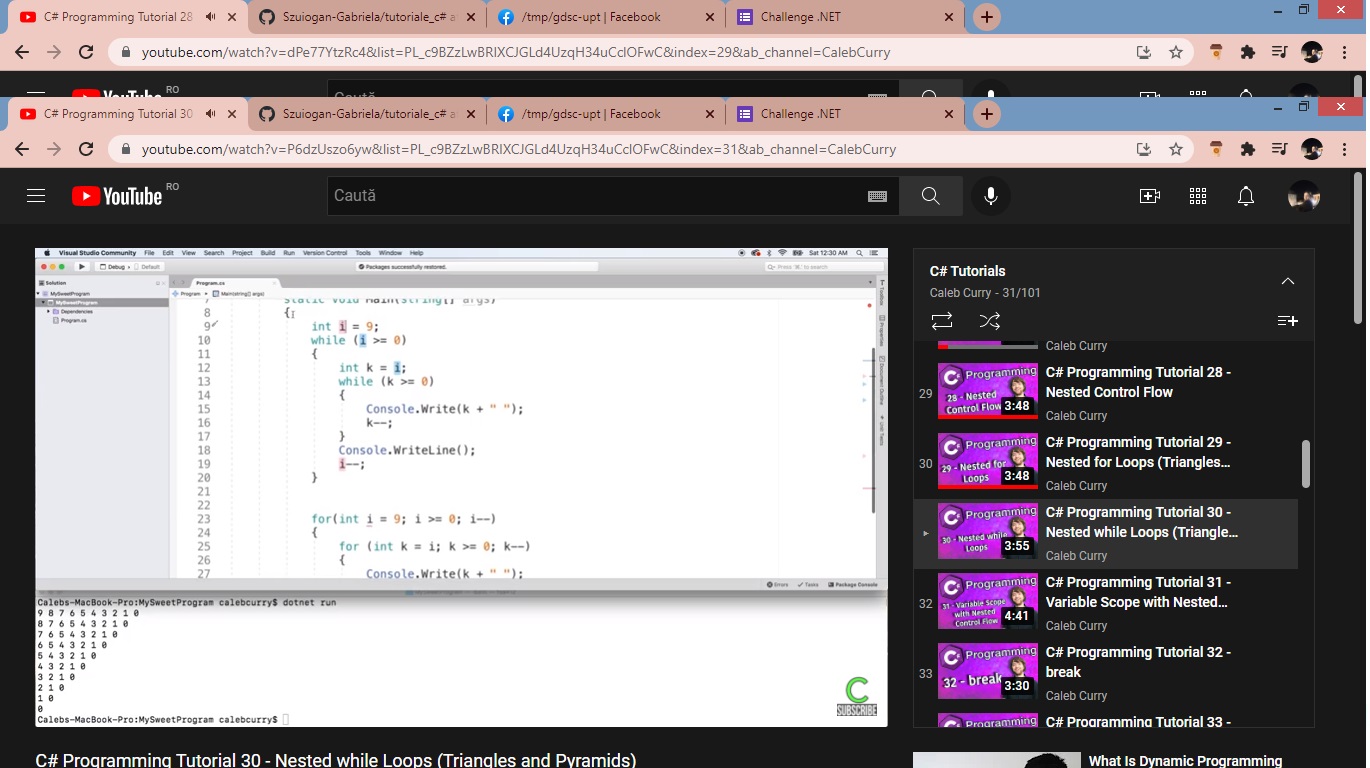 C# Programming Tutorial 28
Szuiogan-Gabriela/tutoriale_c# a
/tmp/gdsc-upt | Facebook
Challenge .NET
youtube.com/watch?v=dPe77YtzRc4&list=PL_c9BZzLwBRIXCJGLd4UzqH34uCcIOFwC&index=29&ab_channel=CalebCurry
RO
C# Programming Tutorial 30
Szuiogan-Gabriela/tutoriale_c# a
/tmp/gdsc-upt | Facebook
Challenge .NET
youtube.com/watch?v=P6dzUszo6yw&list=PL_c9BZzLwBRIXCJGLd4UzqH34uCcIOFwC&index=31&ab_channel=CalebCurry
YouTube RO
Caută
Visual Studio Community File Edit View Search Project Build Run Version Control Tools Window Help
Sat 12:30 AM
Debug Default
Packages successfully restored.
Press to search
Solution
Program.cs
MySweetProgram
Program Main(string[] args)
MySweetProgram
Dependencies
Program.cs
Toolbox
Properties
Document Outline
Unit Tests
7 static void Main(string[] args)
8 {
9 int i = 9;
10 while (i >= 0)
11 {
12 int k = i;
13 while (k >= 0)
14 {
15 Console.Write(k + " ");
16 k--;
17 }
18 Console.WriteLine();
19 i--;
20 }
21
22
23 for(int i = 9; i >= 0; i--)
24 {
25 for (int k = i; k >= 0; k--)
26 {
27 Console.Write(k + " ");
Errors Tasks Package Console
Calebs-MacBook-Pro:MySweetProgram calebcurry$ dotnet run
9 8 7 6 5 4 3 2 1 0
8 7 6 5 4 3 2 1 0
7 6 5 4 3 2 1 0
6 5 4 3 2 1 0
5 4 3 2 1 0
4 3 2 1 0
3 2 1 0
2 1 0
1 0
0
Calebs-MacBook-Pro:MySweetProgram calebcurry$
C
SUBSCRIBE
C# Programming Tutorial 30 - Nested while Loops (Triangles and Pyramids)
C# Tutorials
Caleb Curry - 31/101
Caleb Curry
29
C# Programming
28 - Nested
Control Flow
3:48
C# Programming Tutorial 28 -
Nested Control Flow
Caleb Curry
30
C# Programming
29 - Nested for
Loops
3:48
C# Programming Tutorial 29 -
Nested for Loops (Triangles...
Caleb Curry
C# Programming
30 - Nested while
Loops
3:55
C# Programming Tutorial 30 -
Nested while Loops (Triangle...
Caleb Curry
32
C# Programming
31 - Variable Scope
with Nested
Control Flow
4:41
C# Programming Tutorial 31 -
Variable Scope with Nested...
Caleb Curry
33
C# Programming
32 - break
3:30
C# Programming Tutorial 32 -
break
Caleb Curry
C# Programming
C# Programming Tutorial 33 -
What Is Dynamic Programming